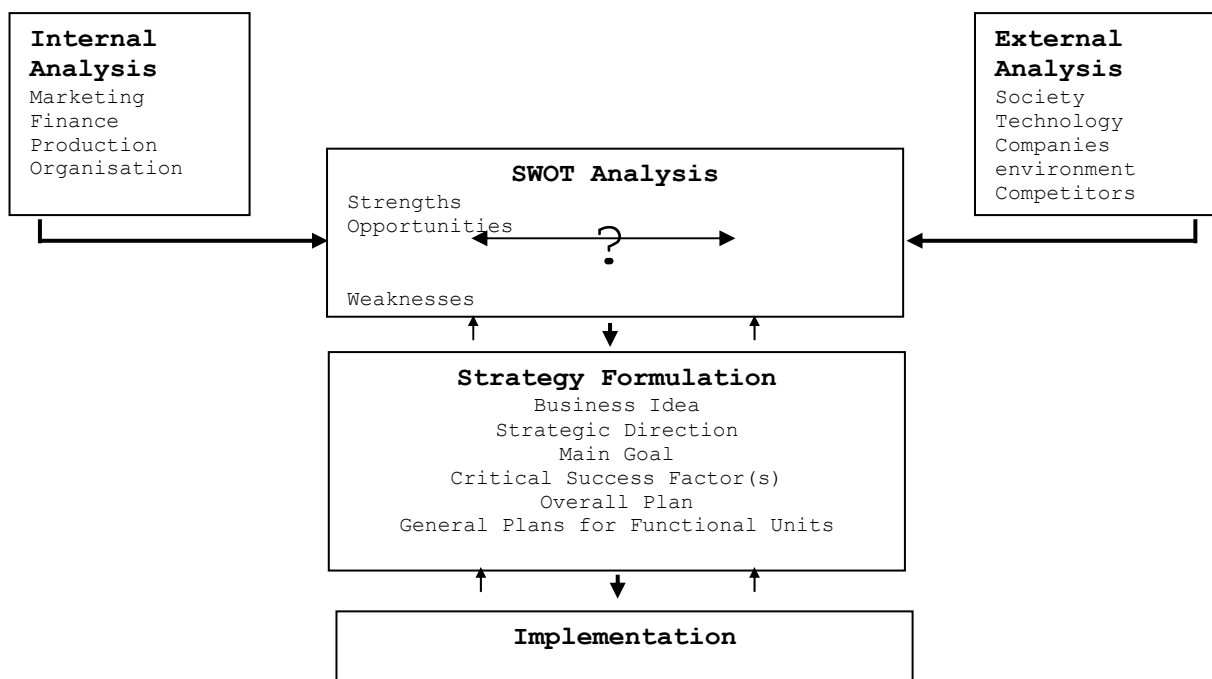 Internal
Analysis
Marketing
Finance
Production
Organisation
External
Analysis
Society
Technology
Companies
environment
Competitors
SWOT Analysis
Strengths
Opportunities
?
Weaknesses
Strategy Formulation
Business Idea
Strategic Direction
Main Goal
Critical Success Factor(s)
Overall Plan
General Plans for Functional Units
Implementation